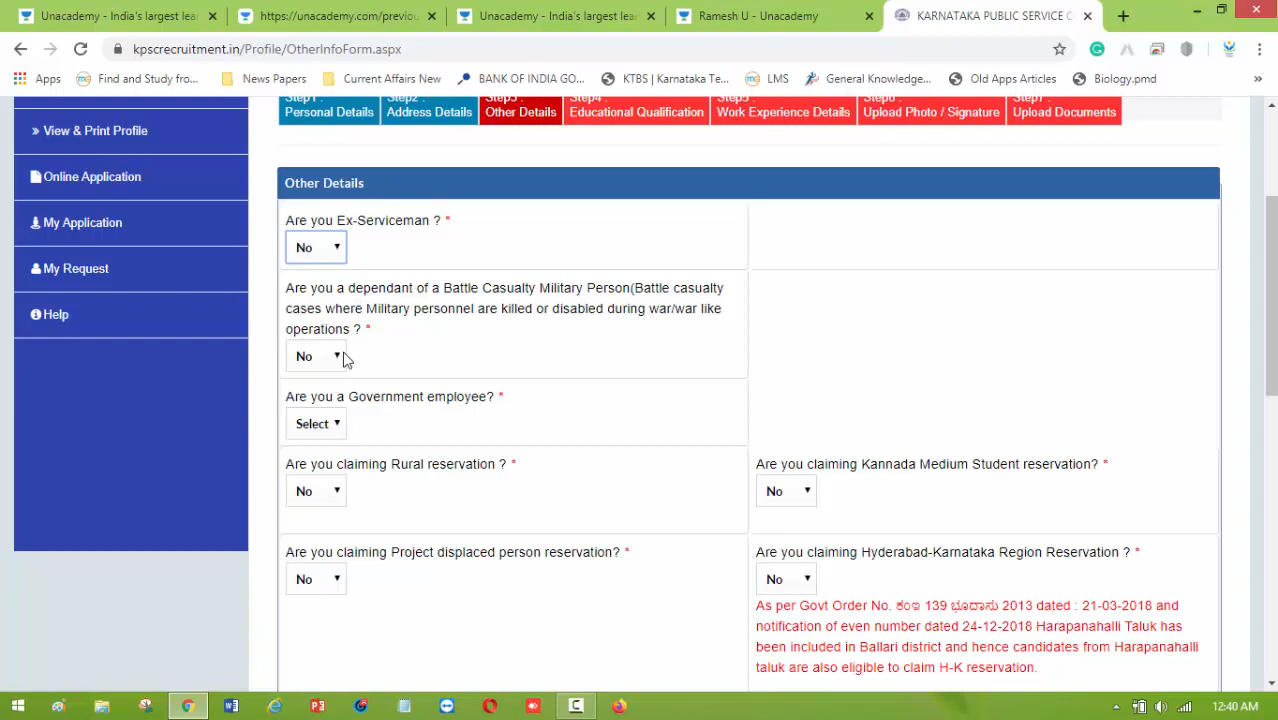 Unacademy - India's largest lea
https://unacademy.com/previou
Unacademy - India's largest lea
Ramesh U - Unacademy
KARNATAKA PUBLIC SERVICE C
kpscrecruitment.in/Profile/OtherInfoForm.aspx
Apps
Find and Study fro...
News Papers
Current Affairs New
BANK OF INDIA GO...
KTBS | Karnataka Te...
LMS
General Knowledge...
Old Apps Articles
Biology.pmd
»
Step1 :
Personal Details
Step2 :
Address Details
Step3 :
Other Details
Step4 :
Educational Qualification
Step5 :
Work Experience Details
Step6 :
Upload Photo / Signature
Step7 :
Upload Documents
» View & Print Profile
Online Application
My Application
My Request
Help
Other Details
Are you Ex-Serviceman ? *
No
Are you a dependant of a Battle Casualty Military Person(Battle casualty
cases where Military personnel are killed or disabled during war/war like
operations ? *
No
Are you a Government employee? *
Select
Are you claiming Rural reservation ? *
No
Are you claiming Kannada Medium Student reservation? *
No
Are you claiming Project displaced person reservation? *
No
Are you claiming Hyderabad-Karnataka Region Reservation ? *
No
As per Govt Order No. ಕಂಇ 139 ಭೂದಾಸು 2013 dated : 21-03-2018 and
notification of even number dated 24-12-2018 Harapanahalli Taluk has
been included in Ballari district and hence candidates from Harapanahalli
taluk are also eligible to claim H-K reservation.
12:40 AM